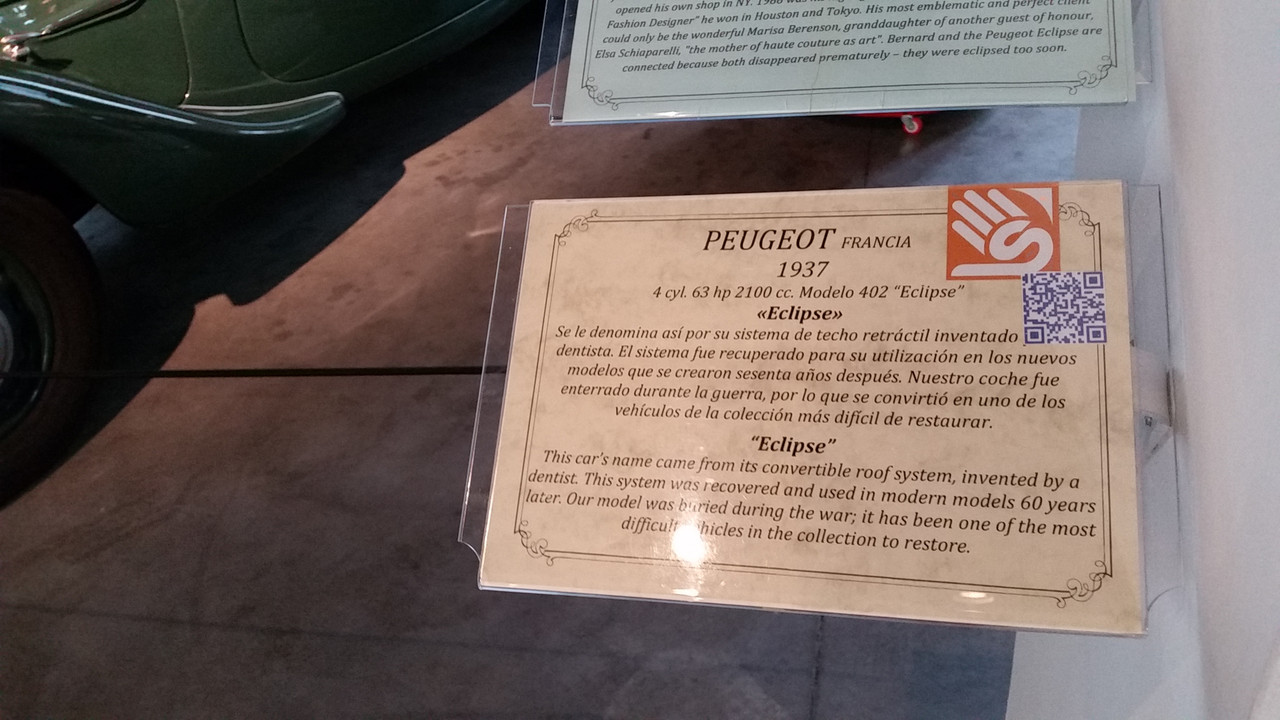 opened his own shop in NY. 1986 was
Fashion Designer" he won in Houston and Tokyo. His most emblematic and perfect client
could only be the wonderful Marisa Berenson, granddaughter of another guest of honour,
Elsa Schiaparelli, "the mother of haute couture as art". Bernard and the Peugeot Eclipse are
connected because both disappeared prematurely – they were eclipsed too soon.
PEUGEOT FRANCIA
1937
4 cyl. 63 hp 2100 cc. Modelo 402 “Eclipse”
«Eclipse»
Se le denomina así por su sistema de techo retráctil inventado
dentista. El sistema fue recuperado para su utilización en los nuevos
modelos que se crearon sesenta años después. Nuestro coche fue
enterrado durante la guerra, por lo que se convirtió en uno de los
vehículos de la colección más difícil de restaurar.
“Eclipse”
This car’s name came from its convertible roof system, invented by a
dentist. This system was recovered and used in modern models 60 years
later. Our model was buried during the war; it has been one of the most
difficult vehicles in the collection to restore.